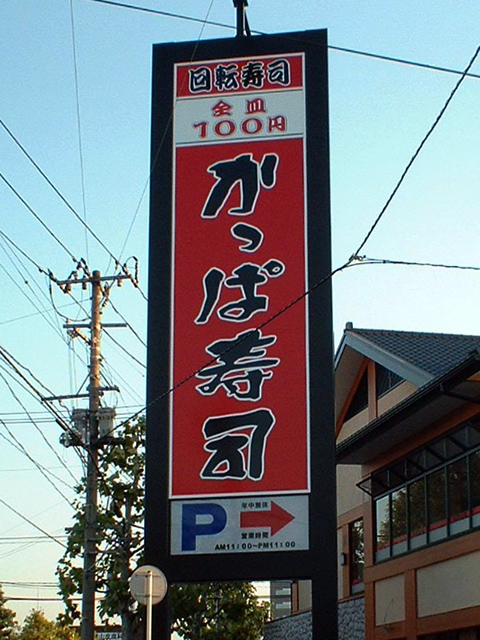 回転寿司
全皿
100円
かっぱ寿司
P
年中無休
営業時間
AM11:00~PM11:00